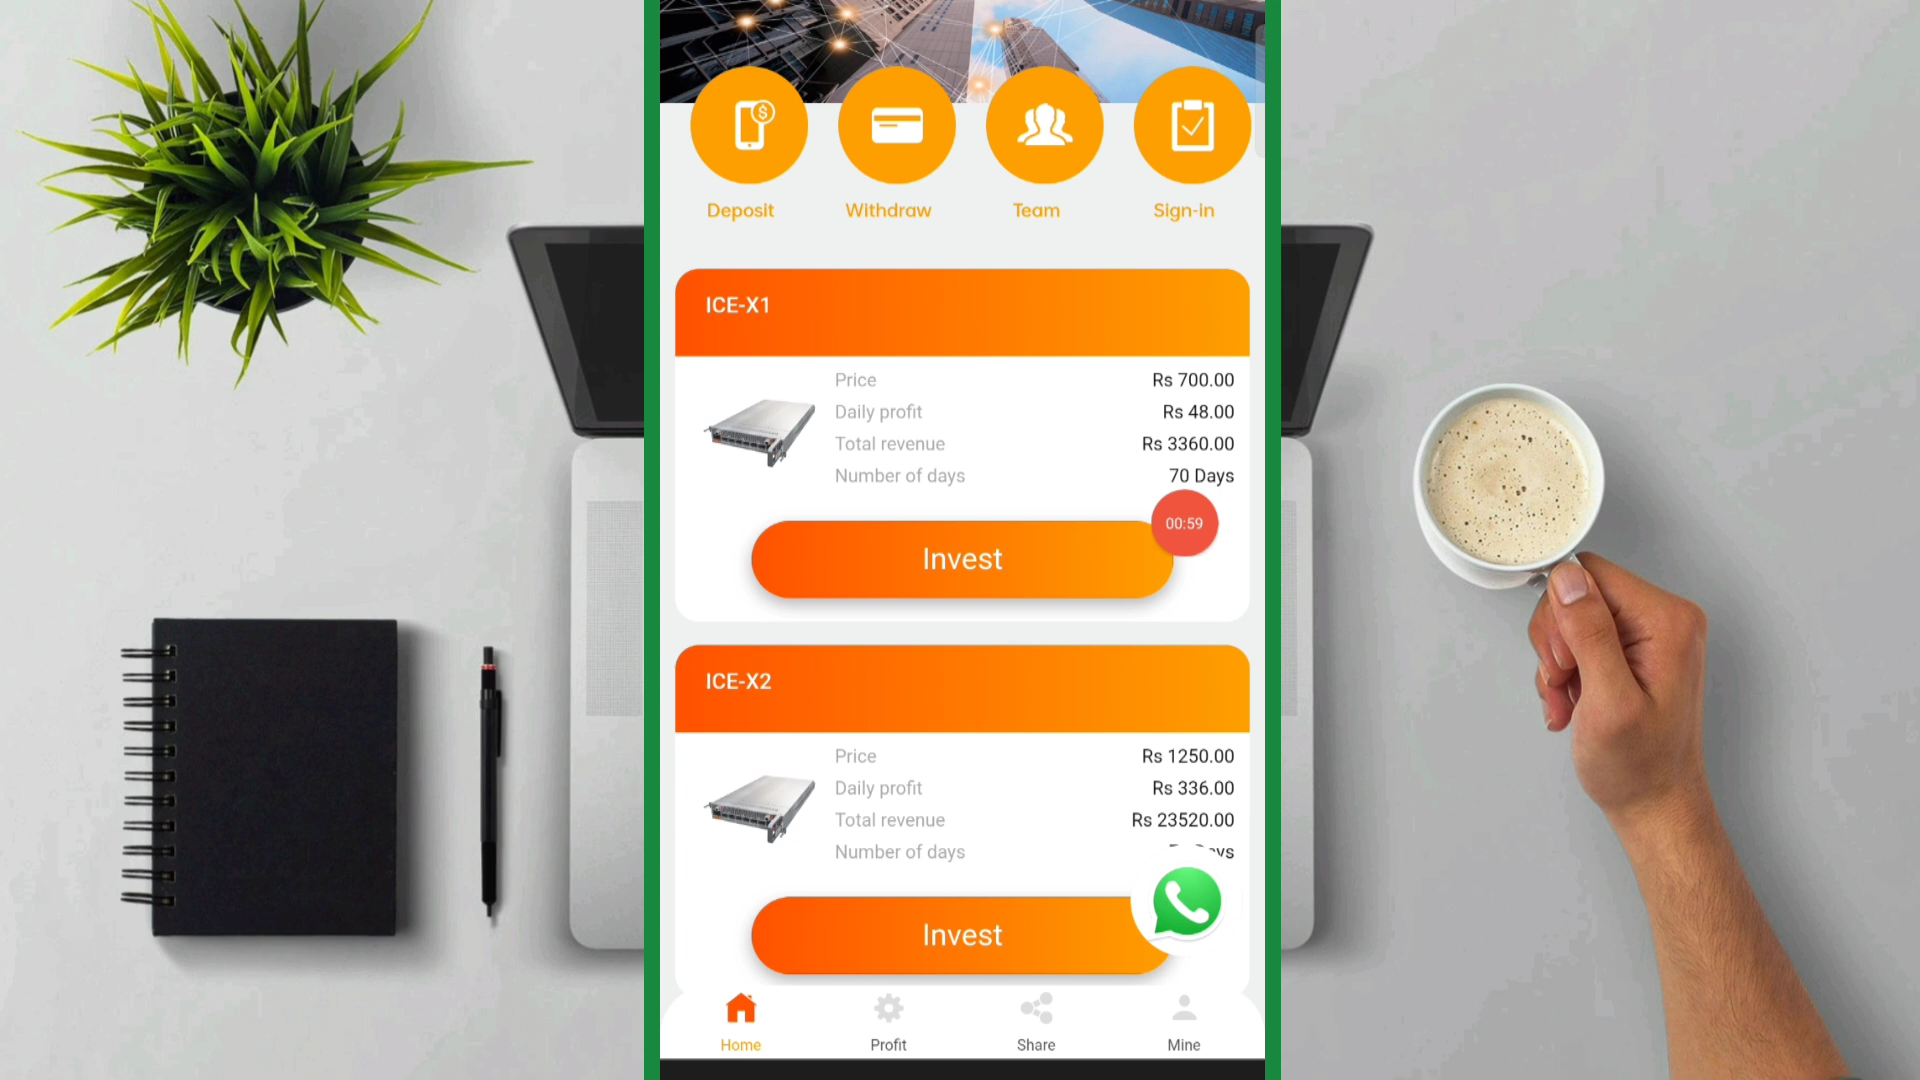 Deposit Withdraw Team Sign-in
ICE-X1
Price Rs 700.00
Daily profit Rs 48.00
Total revenue Rs 3360.00
Number of days 70 Days
00:59
Invest
ICE-X2
Price Rs 1250.00
Daily profit Rs 336.00
Total revenue Rs 23520.00
Number of days
Invest
Home Profit Share Mine